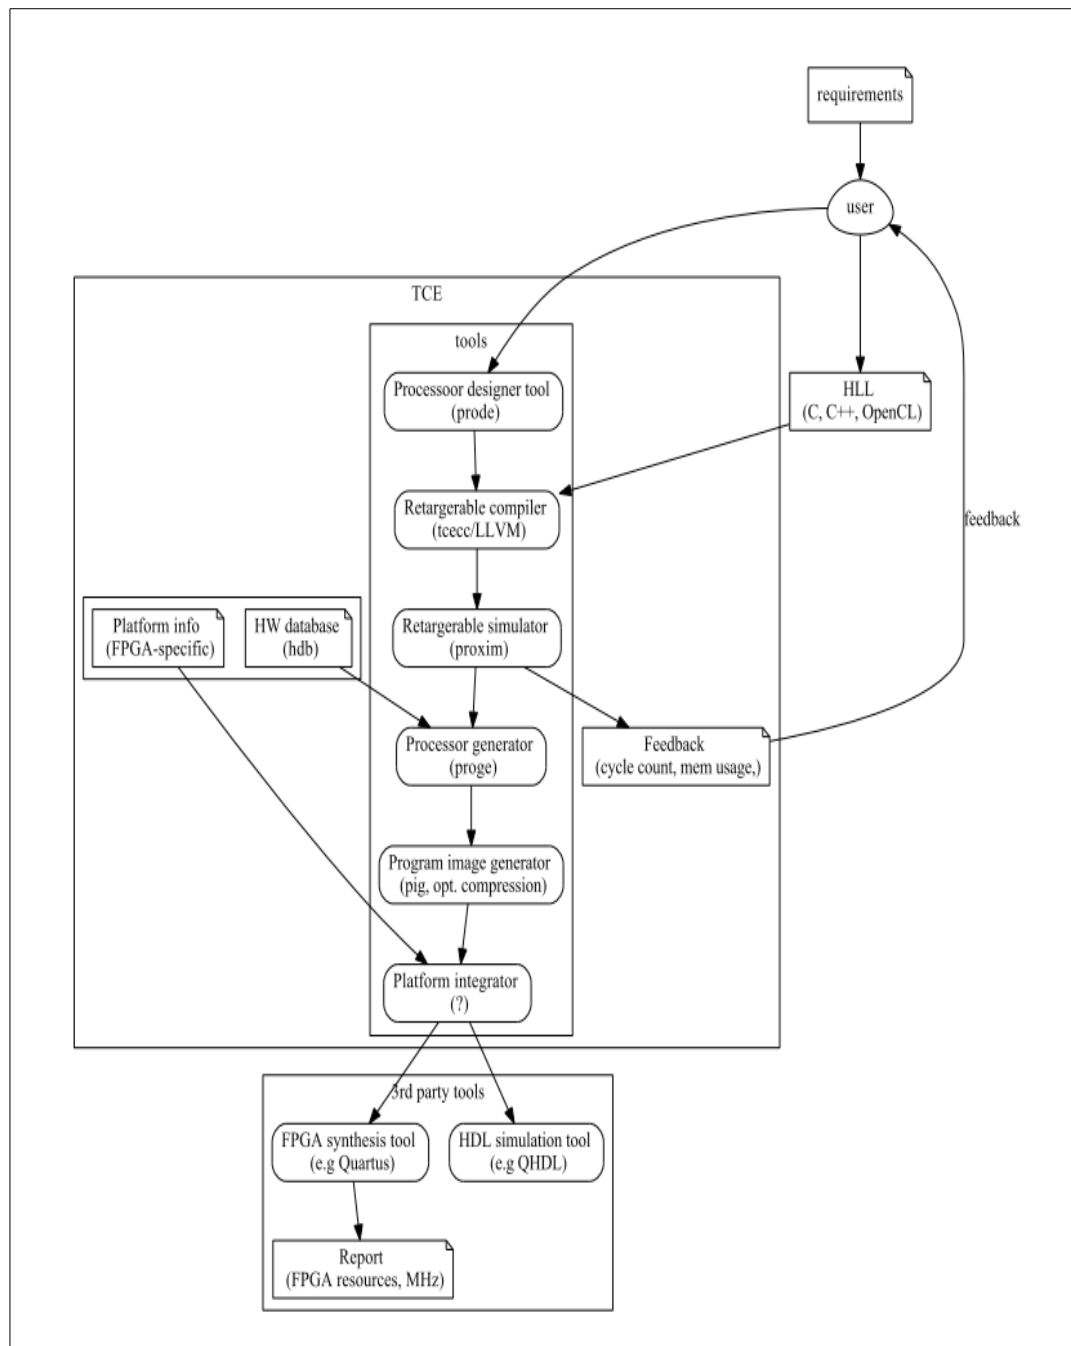 requirements
user
TCE
tools
Processoor designer tool
(prode)
HLL
(C, C++, OpenCL)
Retargerable compiler
(tcecc/LLVM)
feedback
Platform info
(FPGA-specific)
HW database
(hdb)
Retargerable simulator
(proxim)
Processor generator
(proge)
Feedback
(cycle count, mem usage,)
Program image generator
(pig, opt. compression)
Platform integrator
(?)
3rd party tools
FPGA synthesis tool
(e.g Quartus)
HDL simulation tool
(e.g QHDL)
Report
(FPGA resources, MHz)